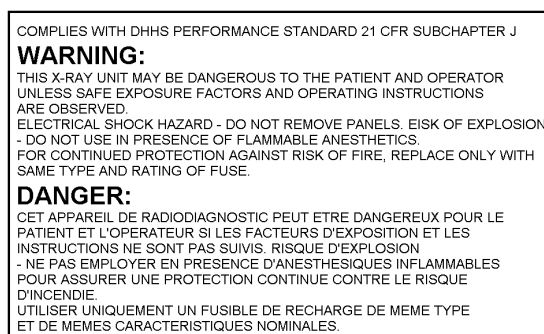 COMPLIES WITH DHHS PERFORMANCE STANDARD 21 CFR SUBCHAPTER J
WARNING:
THIS X-RAY UNIT MAY BE DANGEROUS TO THE PATIENT AND OPERATOR
UNLESS SAFE EXPOSURE FACTORS AND OPERATING INSTRUCTIONS
ARE OBSERVED.
ELECTRICAL SHOCK HAZARD - DO NOT REMOVE PANELS. EISK OF EXPLOSION
- DO NOT USE IN PRESENCE OF FLAMMABLE ANESTHETICS.
FOR CONTINUED PROTECTION AGAINST RISK OF FIRE, REPLACE ONLY WITH
SAME TYPE AND RATING OF FUSE.
DANGER:
CET APPAREIL DE RADIODIAGNOSTIC PEUT ETRE DANGEREUX POUR LE
PATIENT ET L'OPERATEUR SI LES FACTEURS D'EXPOSITION ET LES
INSTRUCTIONS NE SONT PAS SUIVIS. RISQUE D'EXPLOSION
- NE PAS EMPLOYER EN PRESENCE D'ANESTHESIQUES INFLAMMABLES
POUR ASSURER UNE PROTECTION CONTINUE CONTRE LE RISQUE
D'INCENDIE.
UTILISER UNIQUEMENT UN FUSIBLE DE RECHARGE DE MEME TYPE
ET DE MEMES CARACTERISTIQUES NOMINALES.